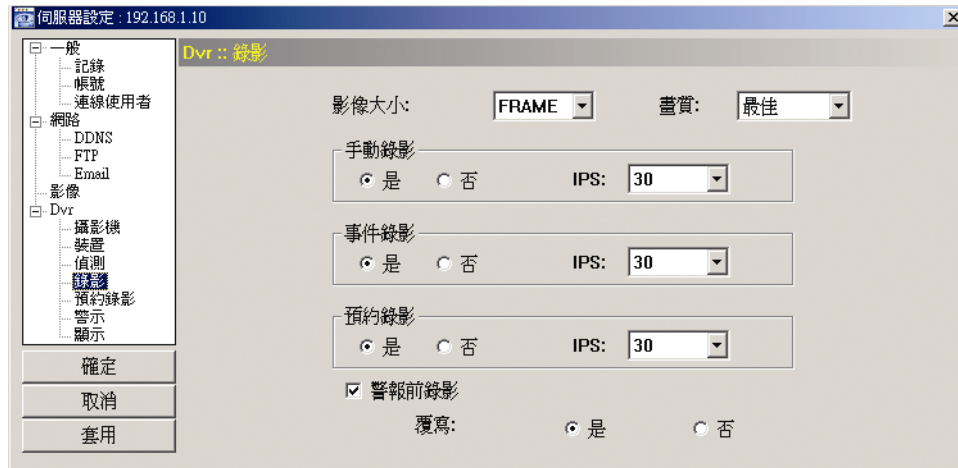 伺服器設定 : 192.168.1.10
一般
記錄
帳號
連線使用者
網路
DDNS
FTP
Email
影像
Dvr
攝影機
裝置
偵測
錄影
預約錄影
警示
顯示
確定
取消
套用
Dvr :: 錄影
影像大小: FRAME 畫質: 最佳
手動錄影
是 否 IPS: 30
事件錄影
是 否 IPS: 30
預約錄影
是 否 IPS: 30
警報前錄影
覆寫: 是 否